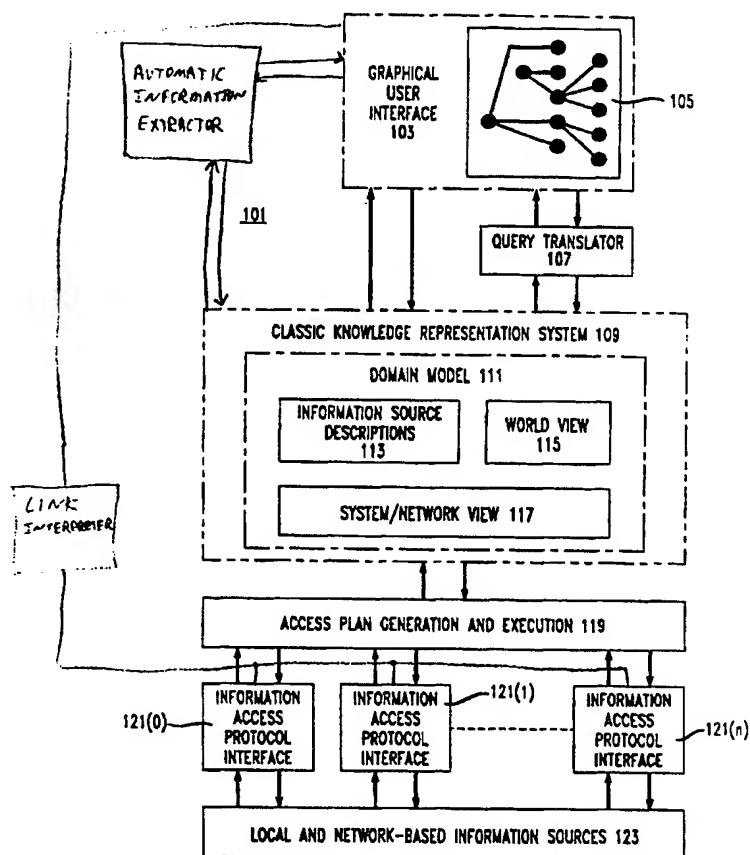 AUTOMATIC
INFORMATION
EXTRACTOR
GRAPHICAL
USER
INTERFACE
103
105
101
QUERY TRANSLATOR
107
CLASSIC KNOWLEDGE REPRESENTATION SYSTEM 109
DOMAIN MODEL 111
INFORMATION SOURCE
DESCRIPTIONS
113
WORLD VIEW
115
SYSTEM/NETWORK VIEW 117
LINK
INTERPRETER
ACCESS PLAN GENERATION AND EXECUTION 119
121(0)
INFORMATION
ACCESS
PROTOCOL
INTERFACE
INFORMATION
ACCESS
PROTOCOL
INTERFACE
121(1)
INFORMATION
ACCESS
PROTOCOL
INTERFACE
121(n)
LOCAL AND NETWORK-BASED INFORMATION SOURCES 123